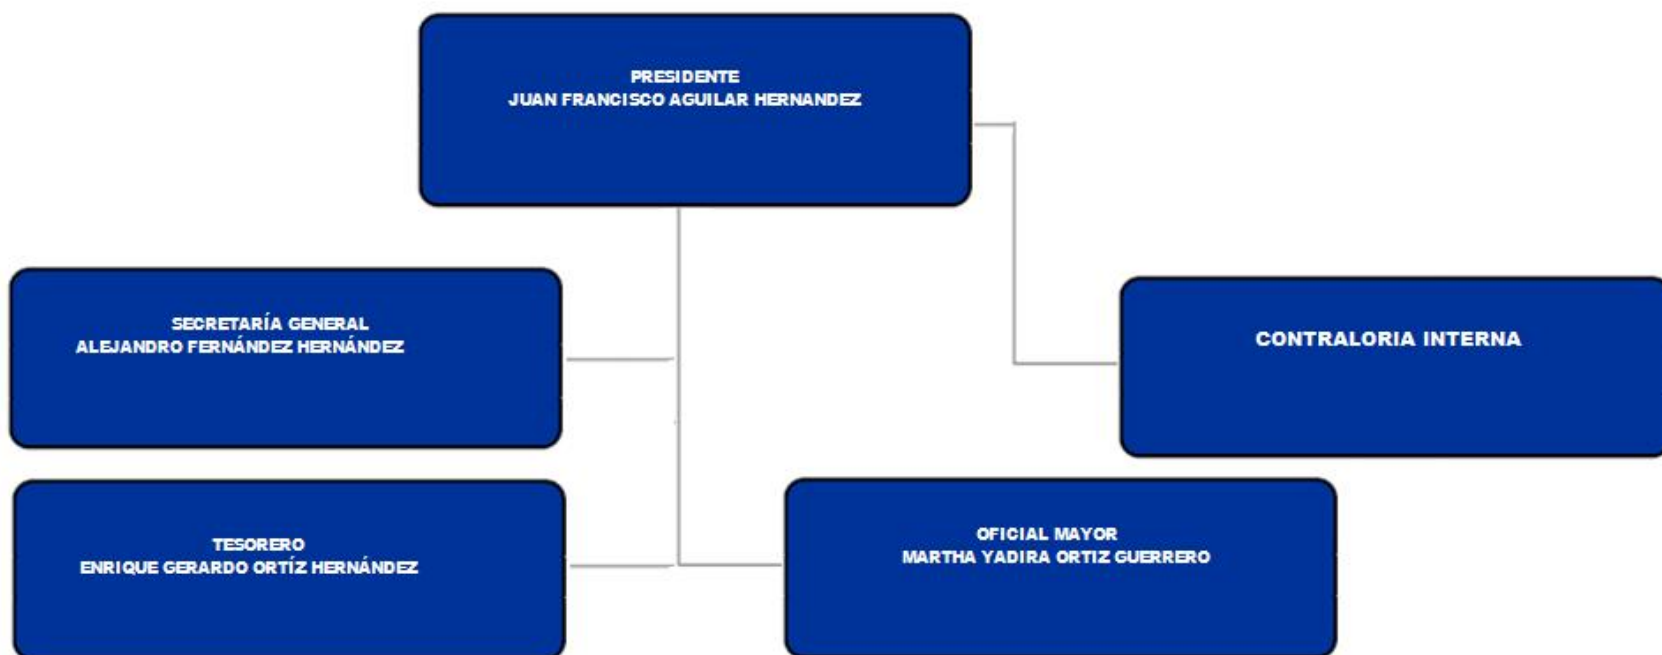 PRESIDENTE
JUAN FRANCISCO AGUILAR HERNANDEZ
SECRETARÍA GENERAL
ALEJANDRO FERNÁNDEZ HERNÁNDEZ
CONTRALORIA INTERNA
TESORERO
ENRIQUE GERARDO ORTÍZ HERNÁNDEZ
OFICIAL MAYOR
MARTHA YADIRA ORTIZ GUERRERO